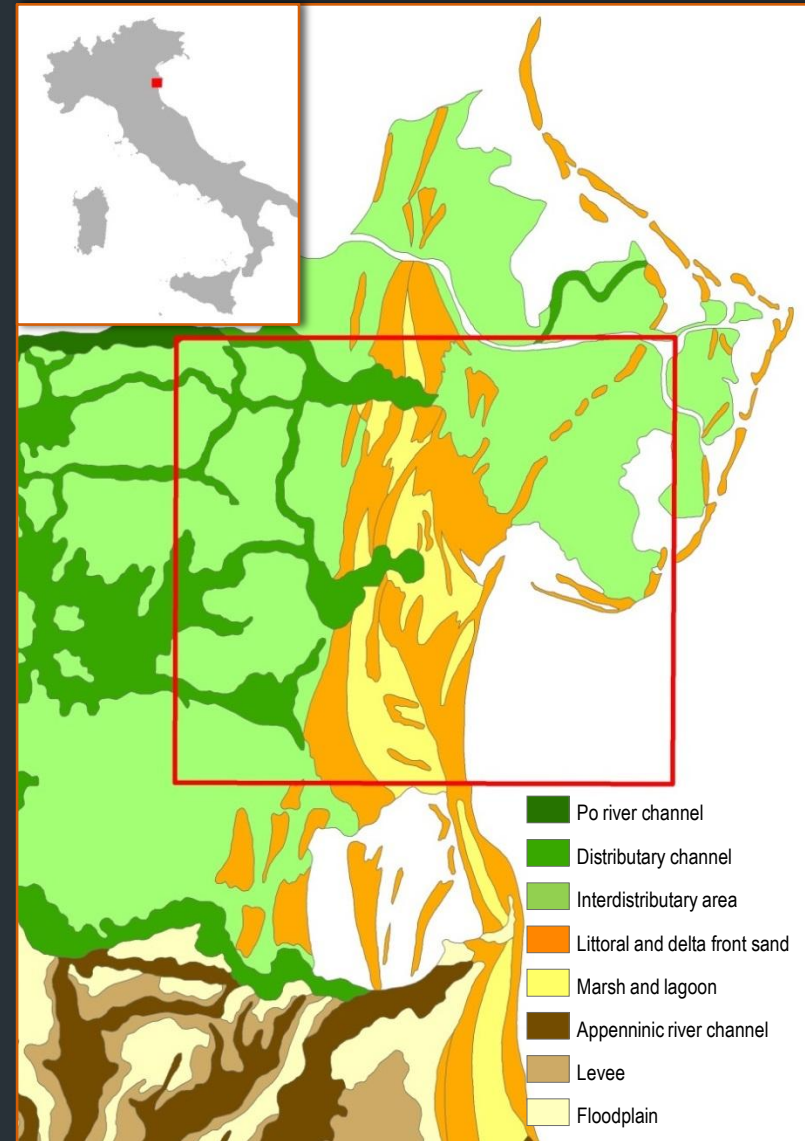 Po river channel
Distributary channel
Interdistributary area
Littoral and delta front sand
Marsh and lagoon
Appenninic river channel
Levee
Floodplain